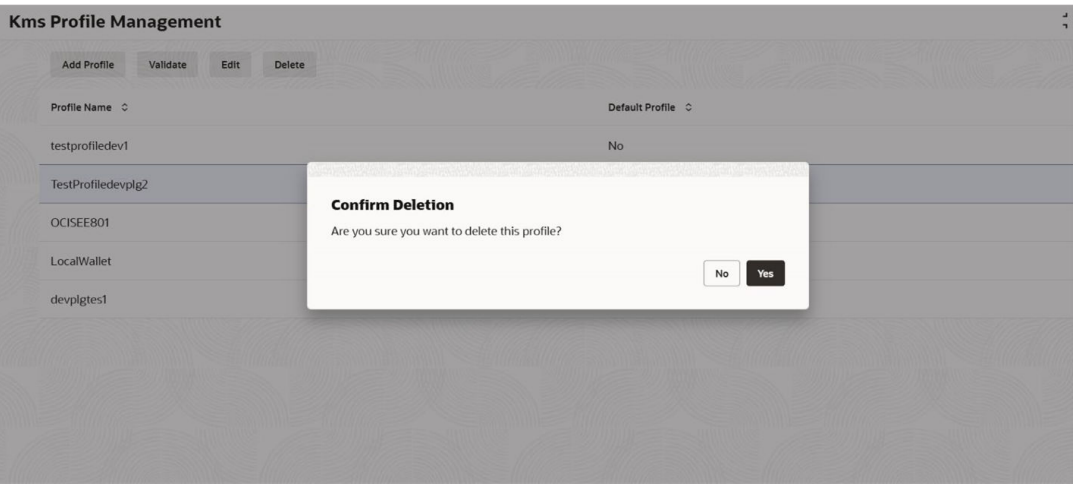 Kms Profile Management
Add Profile Validate Edit Delete
Profile Name Default Profile
testprofiledev1 No
TestProfiledevplg2
OCISEE801
LocalWallet
devplgtes1
Confirm Deletion
Are you sure you want to delete this profile?
No Yes